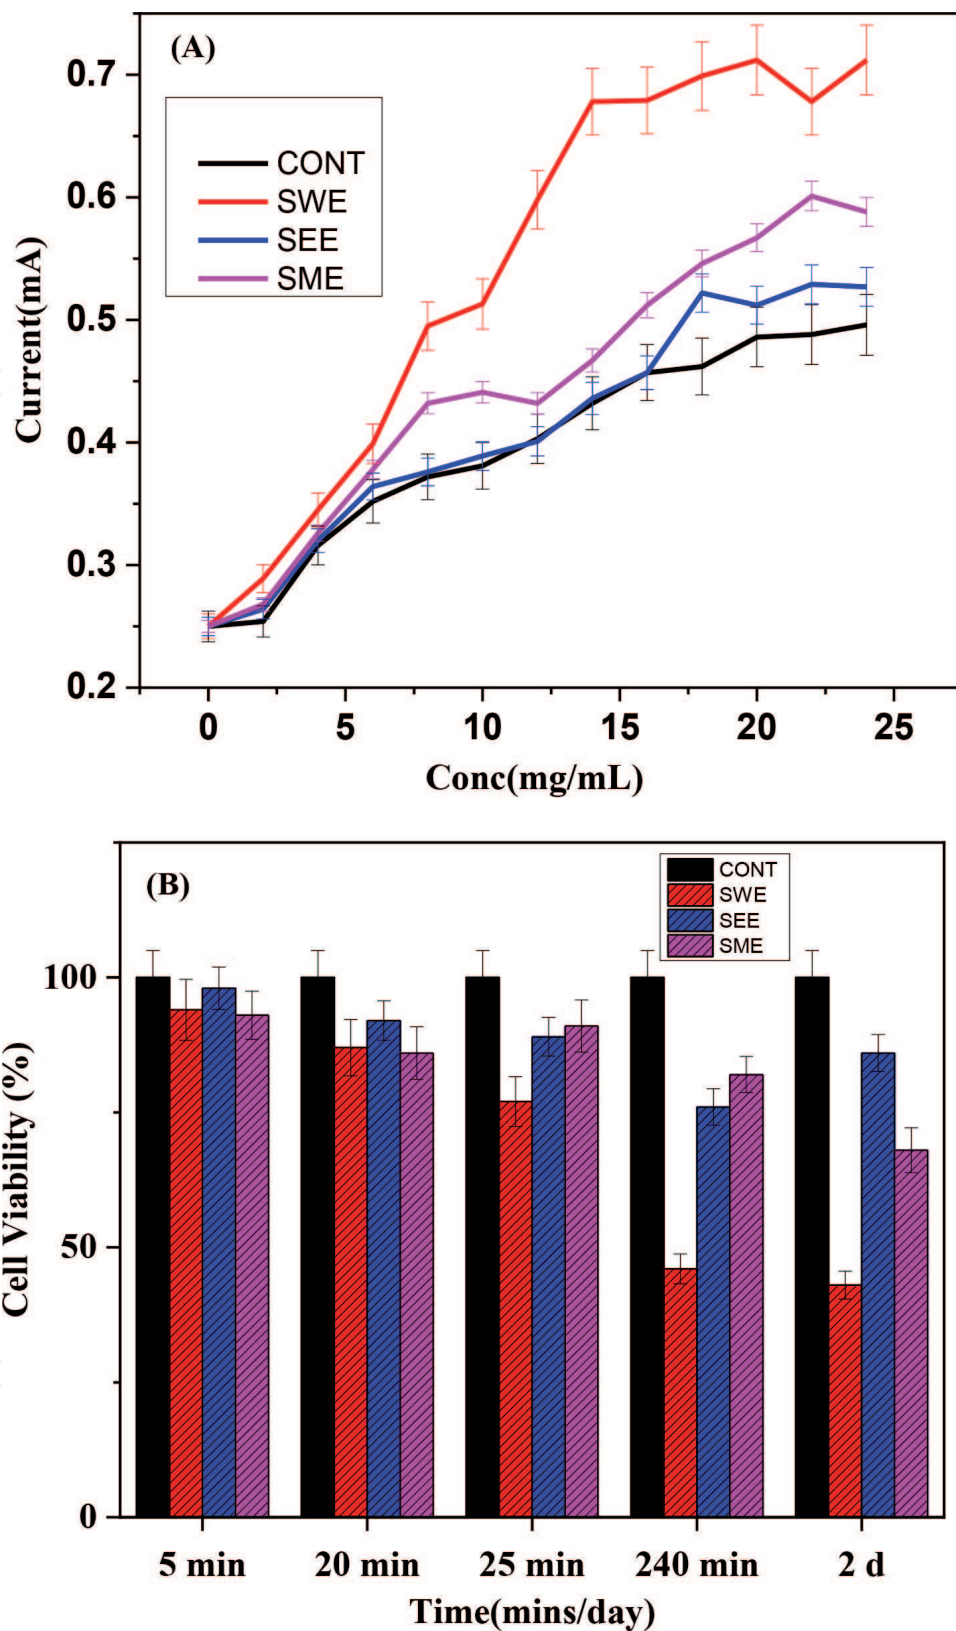 (A)
0.7
0.6
0.5
0.4
0.3
0.2
Current(mA)
CONT
SWE
SEE
SME
0 5 10 15 20 25
Conc(mg/mL)
(B)
CONT
SWE
SEE
SME
100
50
0
Cell Viability (%)
5 min 20 min 25 min 240 min 2 d
Time(mins/day)